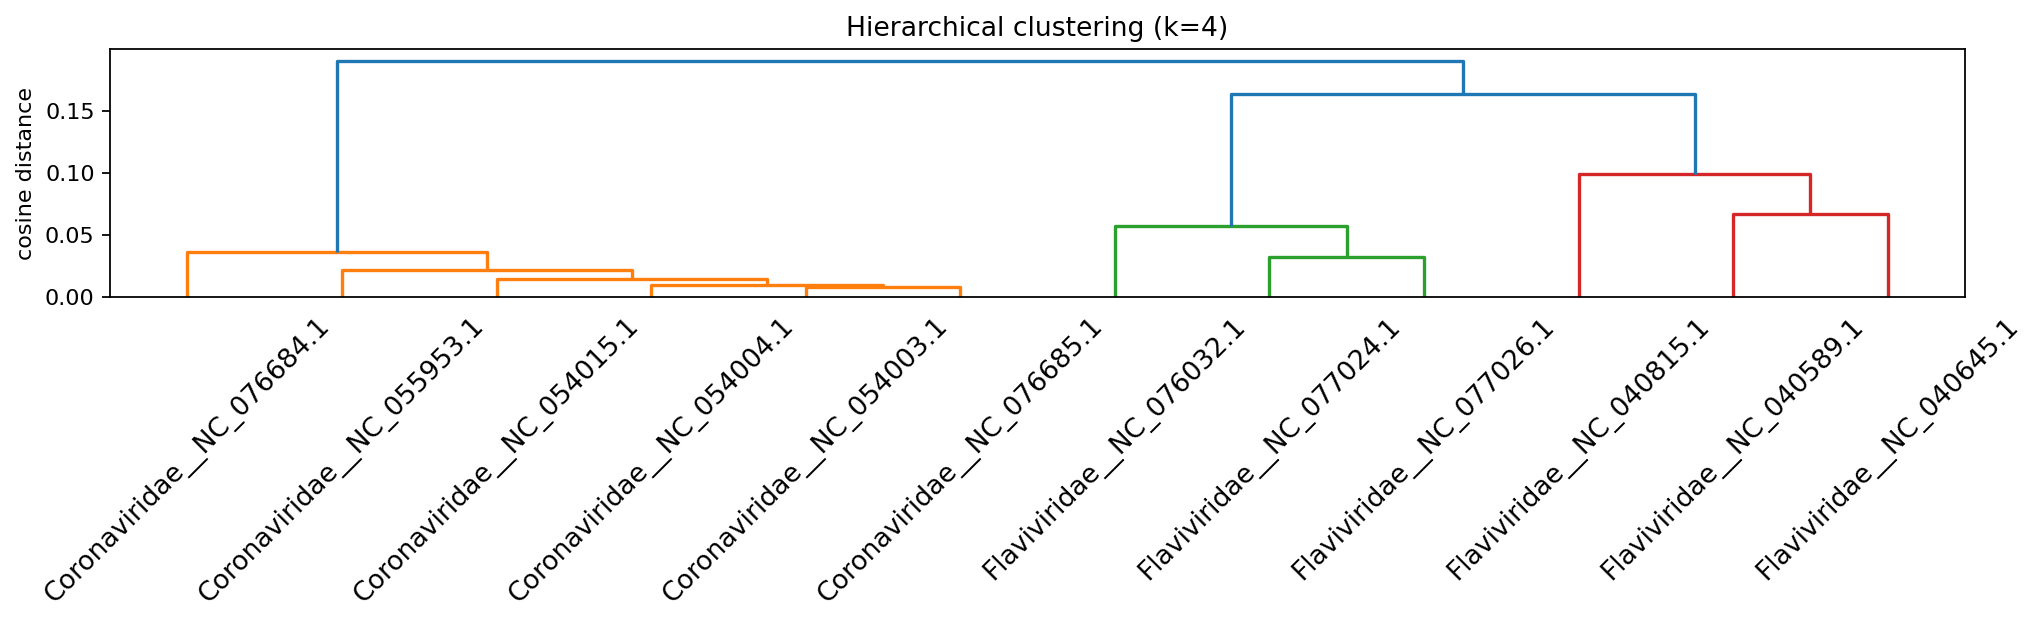 Hierarchical clustering (k=4)
cosine distance
0.15
0.10
0.05
0.00
Coronaviridae__NC_076684.1
Coronaviridae__NC_055953.1
Coronaviridae__NC_054015.1
Coronaviridae__NC_054004.1
Coronaviridae__NC_054003.1
Coronaviridae__NC_076685.1
Flaviviridae__NC_076032.1
Flaviviridae__NC_077024.1
Flaviviridae__NC_077026.1
Flaviviridae__NC_040815.1
Flaviviridae__NC_040589.1
Flaviviridae__NC_040645.1